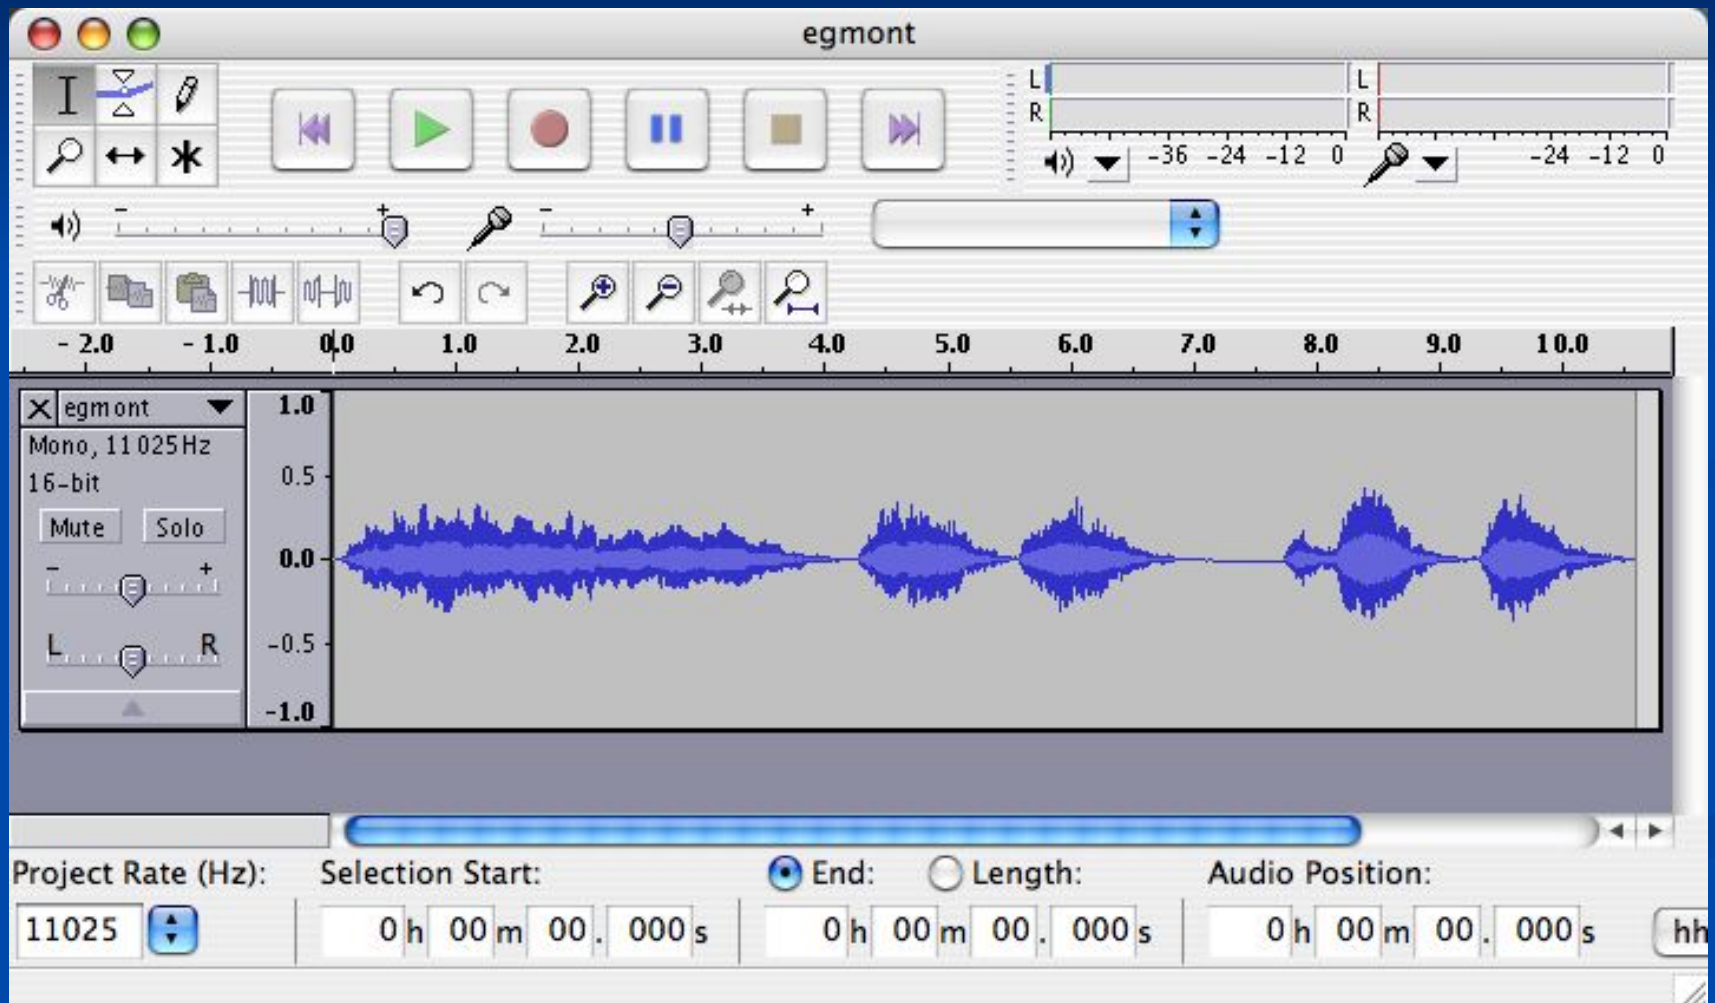 egmont
L L
R R
-36 -24 -12 0 -24 -12 0
- + - +
- 2.0 - 1.0 0.0 1.0 2.0 3.0 4.0 5.0 6.0 7.0 8.0 9.0 10.0
X egmont 1.0
Mono, 11025Hz
16-bit 0.5
Mute Solo
- + 0.0
L R -0.5
-1.0
Project Rate (Hz): Selection Start: End: Length: Audio Position:
11025 0 h 00 m 00 . 000 s 0 h 00 m 00 . 000 s 0 h 00 m 00 . 000 s hh